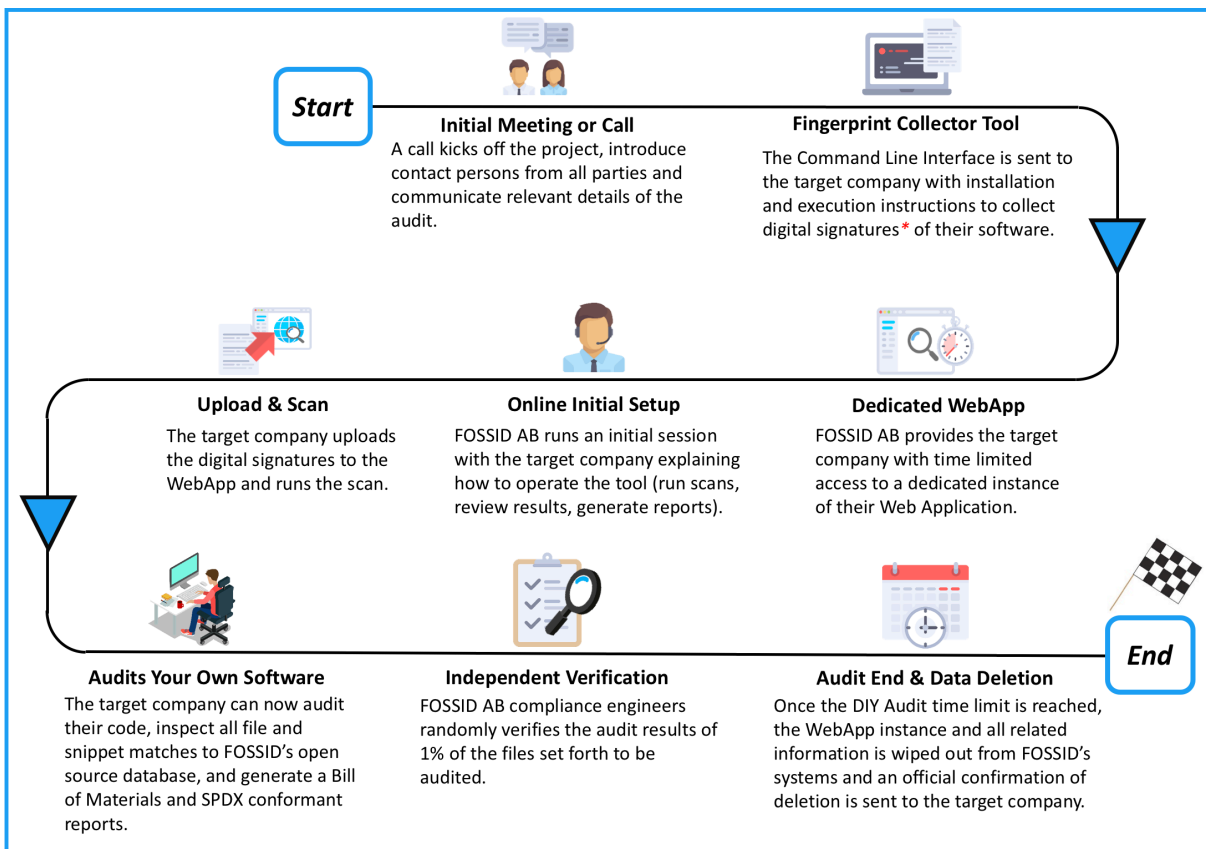 Start
Initial Meeting or Call
A call kicks off the project, introduce
contact persons from all parties and
communicate relevant details of the
audit.
Fingerprint Collector Tool
The Command Line Interface is sent to
the target company with installation
and execution instructions to collect
digital signatures* of their software.
Dedicated WebApp
FOSSID AB provides the target
company with time limited
access to a dedicated instance
of their Web Application.
Online Initial Setup
FOSSID AB runs an initial session
with the target company explaining
how to operate the tool (run scans,
review results, generate reports).
Upload & Scan
The target company uploads
the digital signatures to the
WebApp and runs the scan.
Audits Your Own Software
The target company can now audit
their code, inspect all file and
snippet matches to FOSSID’s open
source database, and generate a Bill
of Materials and SPDX conformant
reports.
Independent Verification
FOSSID AB compliance engineers
randomly verifies the audit results of
1% of the files set forth to be
audited.
Audit End & Data Deletion
Once the DIY Audit time limit is reached,
the WebApp instance and all related
information is wiped out from FOSSID’s
systems and an official confirmation of
deletion is sent to the target company.
End